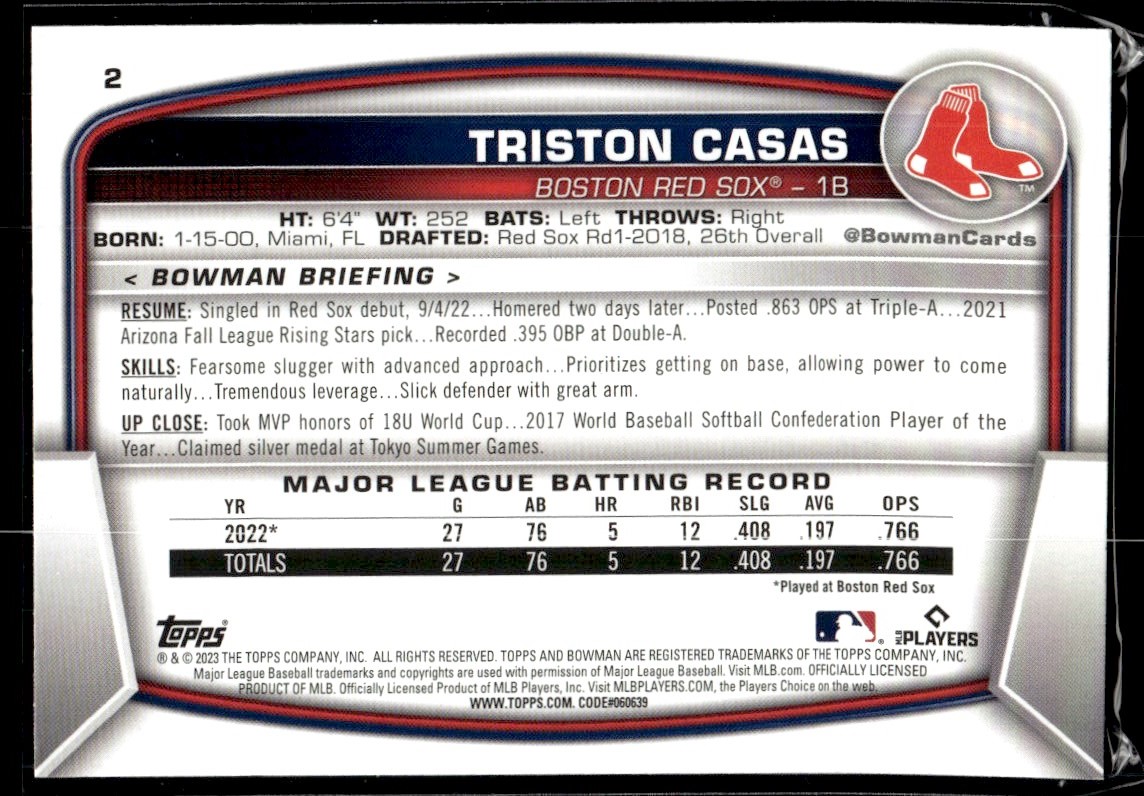 2
TRISTON CASAS
BOSTON RED SOX® – 1B
TM
HT: 6'4" WT: 252 BATS: Left THROWS: Right
BORN: 1-15-00, Miami, FL DRAFTED: Red Sox Rd1-2018, 26th Overall @BowmanCards
< BOWMAN BRIEFING >
RESUME: Singled in Red Sox debut, 9/4/22...Homered two days later...Posted .863 OPS at Triple-A...2021
Arizona Fall League Rising Stars pick...Recorded .395 OBP at Double-A.
SKILLS: Fearsome slugger with advanced approach...Prioritizes getting on base, allowing power to come
naturally...Tremendous leverage...Slick defender with great arm.
UP CLOSE: Took MVP honors of 18U World Cup...2017 World Baseball Softball Confederation Player of the
Year...Claimed silver medal at Tokyo Summer Games.
MAJOR LEAGUE BATTING RECORD
YR G AB HR RBI SLG AVG OPS
2022* 27 76 5 12 .408 .197 .766
TOTALS 27 76 5 12 .408 .197 .766
*Played at Boston Red Sox
topps® ® MLB PLAYERS
® & © 2023 THE TOPPS COMPANY, INC. ALL RIGHTS RESERVED. TOPPS AND BOWMAN ARE REGISTERED TRADEMARKS OF THE TOPPS COMPANY, INC.
Major League Baseball trademarks and copyrights are used with permission of Major League Baseball. Visit MLB.com. OFFICIALLY LICENSED
PRODUCT OF MLB. Officially Licensed Product of MLB Players, Inc. Visit MLBPLAYERS.COM, the Players Choice on the web.
WWW.TOPPS.COM. CODE#060639